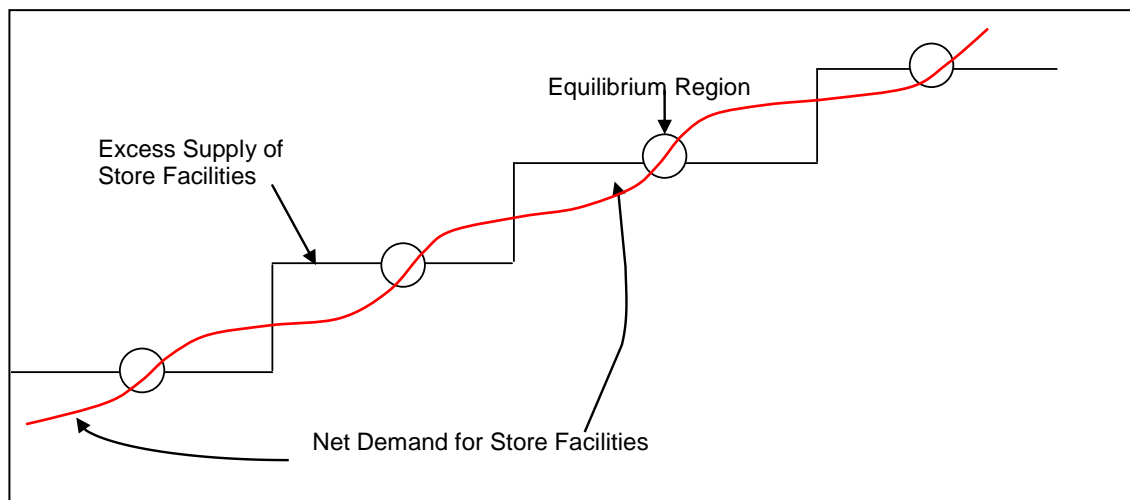 Equilibrium Region
Excess Supply of
Store Facilities
Net Demand for Store Facilities